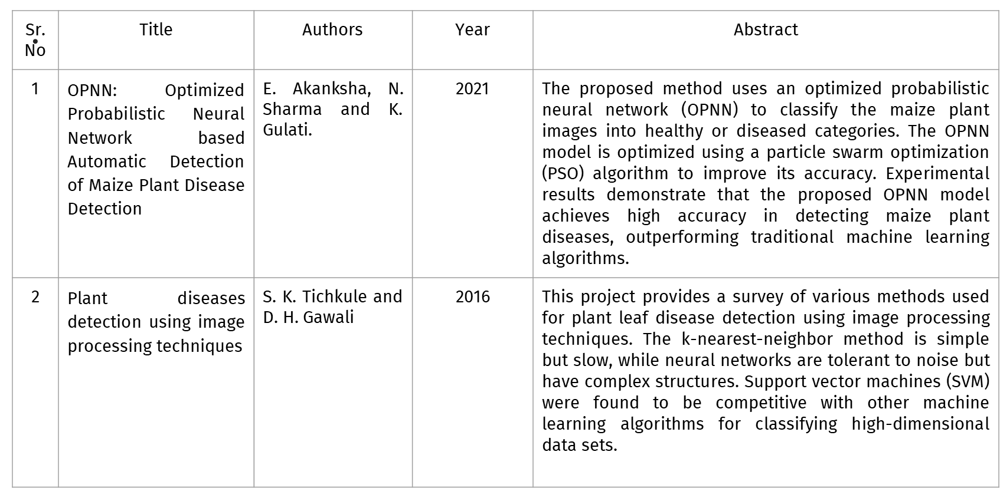 Sr.
No
Title
Authors
Year
Abstract
1
OPNN: Optimized
Probabilistic Neural
Network based
Automatic Detection
of Maize Plant Disease
Detection
E. Akanksha, N.
Sharma and K.
Gulati.
2021
The proposed method uses an optimized probabilistic
neural network (OPNN) to classify the maize plant
images into healthy or diseased categories. The OPNN
model is optimized using a particle swarm optimization
(PSO) algorithm to improve its accuracy. Experimental
results demonstrate that the proposed OPNN model
achieves high accuracy in detecting maize plant
diseases, outperforming traditional machine learning
algorithms.
2
Plant diseases
detection using image
processing techniques
S. K. Tichkule and
D. H. Gawali
2016
This project provides a survey of various methods used
for plant leaf disease detection using image processing
techniques. The k-nearest-neighbor method is simple
but slow, while neural networks are tolerant to noise but
have complex structures. Support vector machines (SVM)
were found to be competitive with other machine
learning algorithms for classifying high-dimensional
data sets.